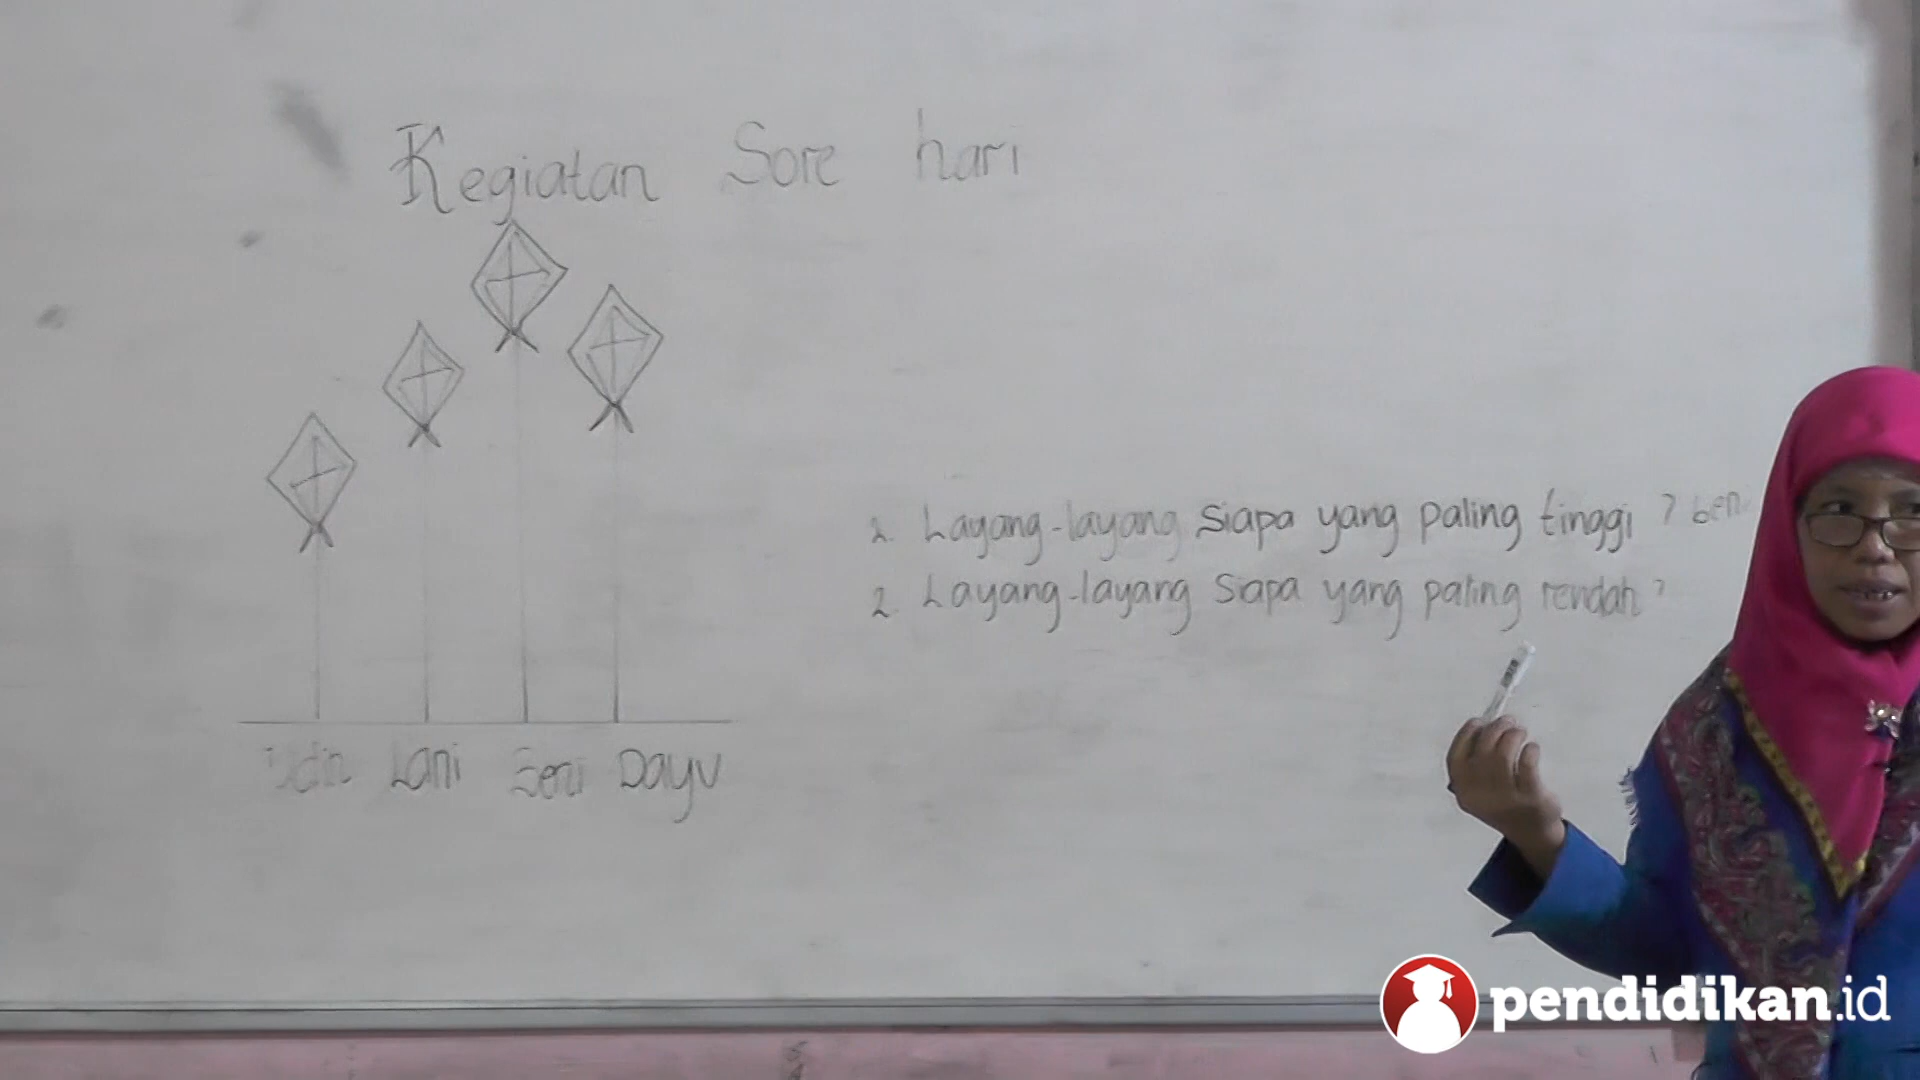 Kegiatan Sore hari
1. Layang-layang Siapa yang paling tinggi ? ben
2. Layang-layang Siapa yang paling rendah ?
Lani Dayu
pendidikan.id